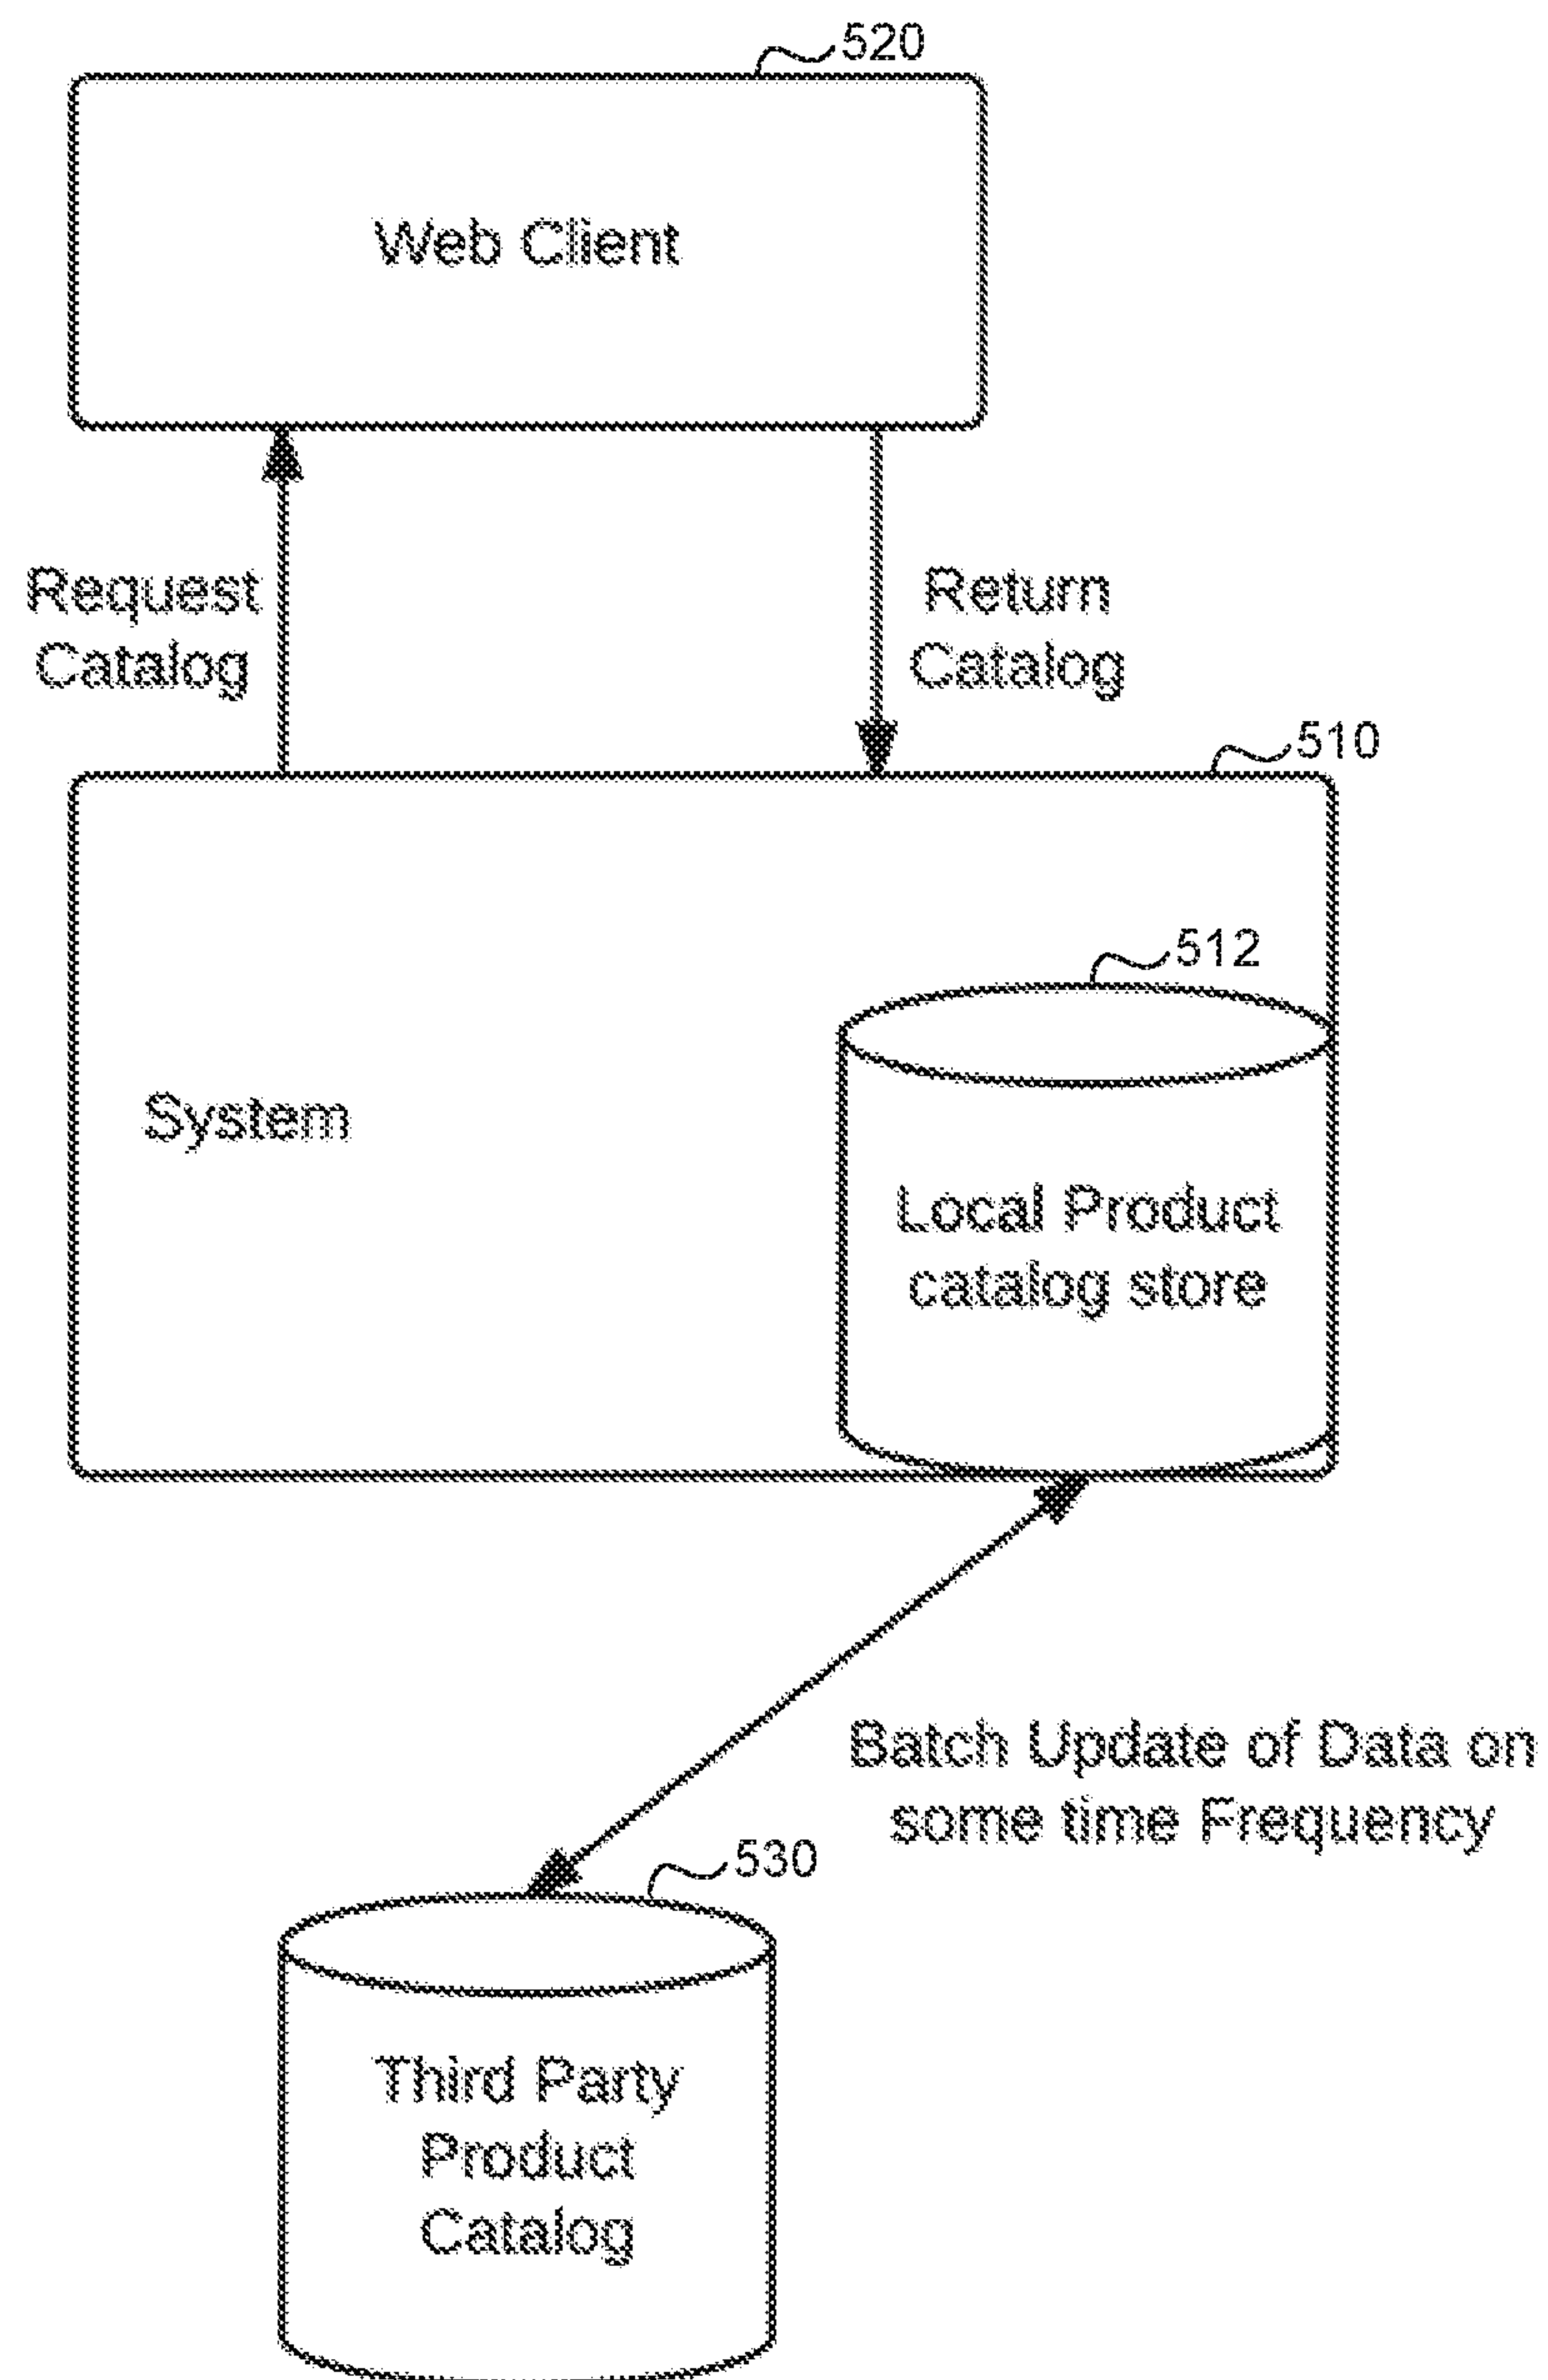 520
Web Client
Request
Catalog
Return
Catalog
510
512
System
Local Product
catalog store
Batch Update of Data on
some time Frequency
530
Third Party
Product
Catalog